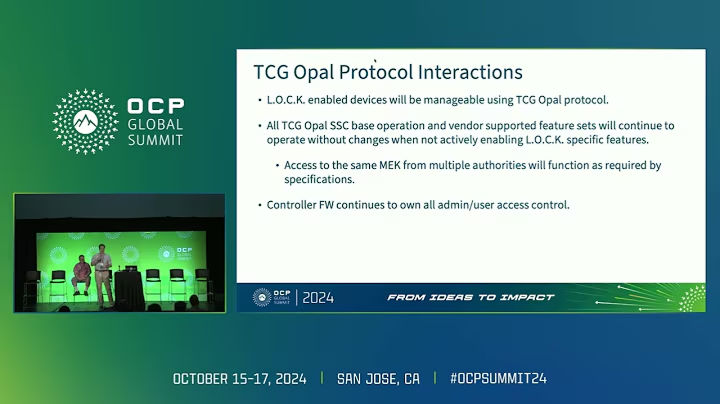 OCP
GLOBAL
SUMMIT
TCG Opal Protocol Interactions
• L.O.C.K. enabled devices will be manageable using TCG Opal protocol.
• All TCG Opal SSC base operation and vendor supported feature sets will continue to
operate without changes when not actively enabling L.O.C.K. specific features.
• Access to the same MEK from multiple authorities will function as required by
specifications.
• Controller FW continues to own all admin/user access control.
OCP
GLOBAL
SUMMIT
2024
FROM IDEAS TO IMPACT
OCTOBER 15-17, 2024 | SAN JOSE, CA | #OCPSUMMIT24